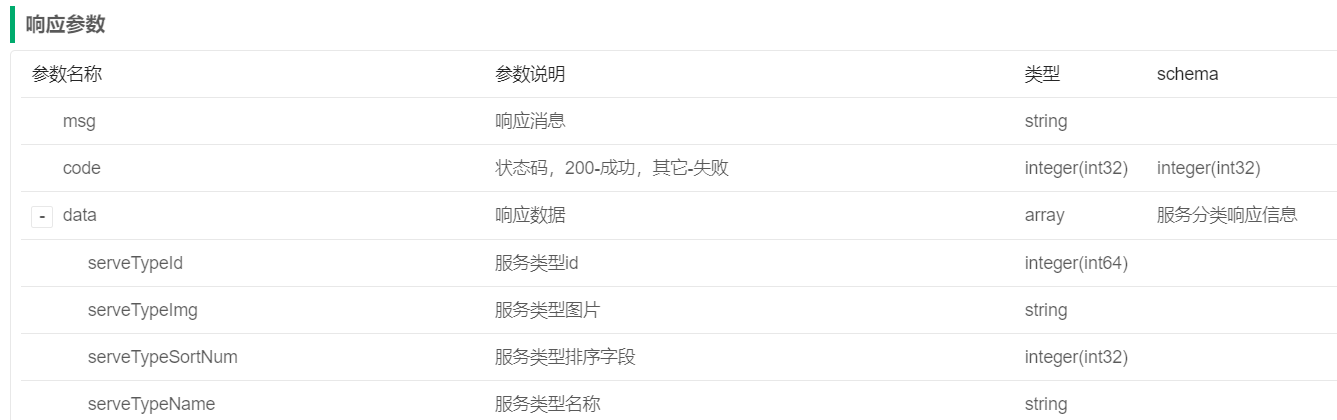 响应参数
参数名称 参数说明 类型 schema
msg 响应消息 string
code 状态码，200-成功，其它-失败 integer(int32) integer(int32)
- data 响应数据 array 服务分类响应信息
serveTypeId 服务类型id integer(int64)
serveTypeImg 服务类型图片 string
serveTypeSortNum 服务类型排序字段 integer(int32)
serveTypeName 服务类型名称 string